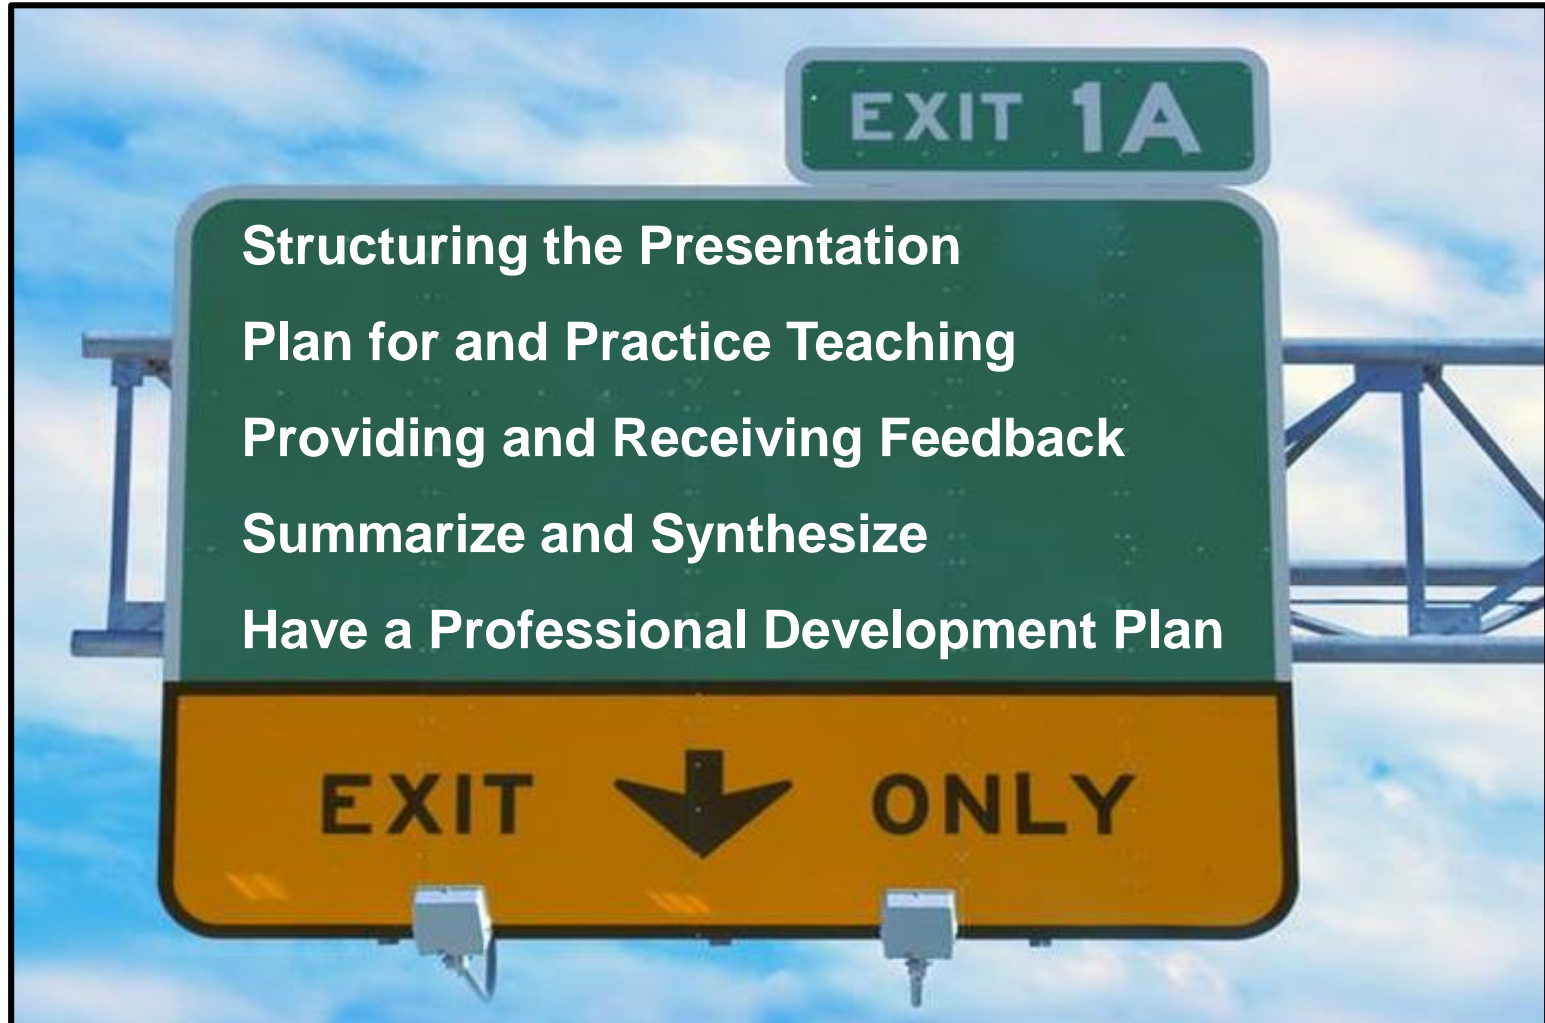 EXIT 1A
Structuring the Presentation
Plan for and Practice Teaching
Providing and Receiving Feedback
Summarize and Synthesize
Have a Professional Development Plan
EXIT ONLY